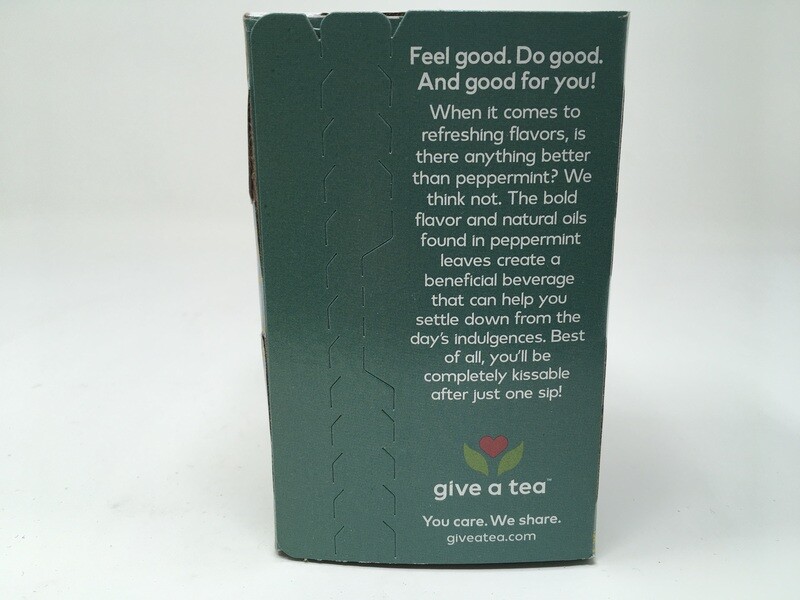 Feel good. Do good.
And good for you!
When it comes to
refreshing flavors, is
there anything better
than peppermint? We
think not. The bold
flavor and natural oils
found in peppermint
leaves create a
beneficial beverage
that can help you
settle down from the
day's indulgences. Best
of all, you'll be
completely kissable
after just one sip!
give a tea™
You care. We share.
giveatea.com